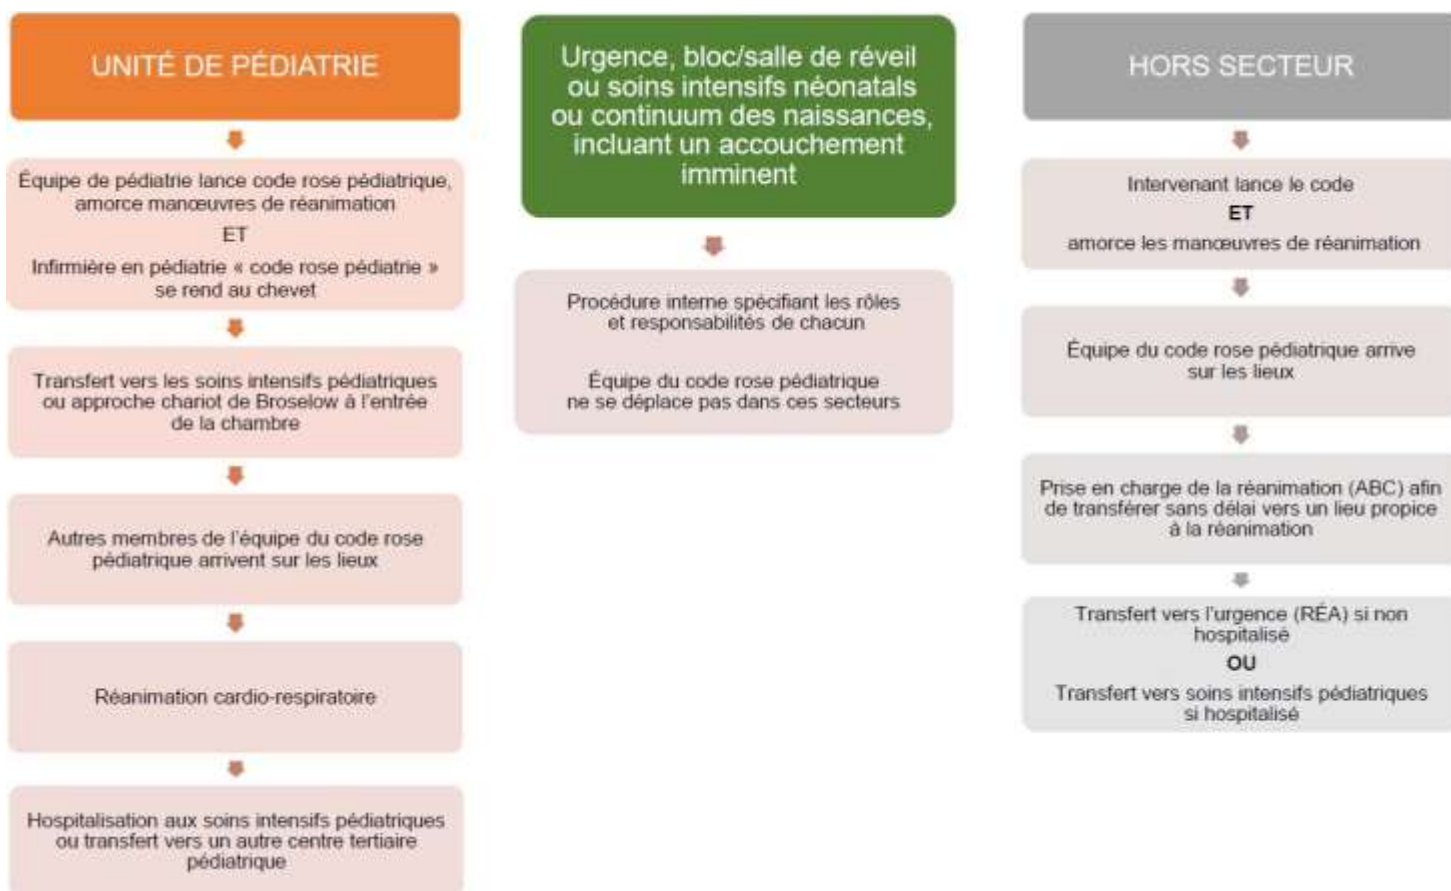 UNITÉ DE PÉDIATRIE
Équipe de pédiatrie lance code rose pédiatrique,
amorce manœuvres de réanimation
ET
Infirmière en pédiatrie « code rose pédiatrie »
se rend au chevet
Transfert vers les soins intensifs pédiatriques
ou approche chariot de Broselow à l'entrée
de la chambre
Autres membres de l'équipe du code rose
pédiatrique arrivent sur les lieux
Réanimation cardio-respiratoire
Hospitalisation aux soins intensifs pédiatriques
ou transfert vers un autre centre tertiaire
pédiatrique
Urgence, bloc/salle de réveil
ou soins intensifs néonatals
ou continuum des naissances,
incluant un accouchement
imminent
Procédure interne spécifiant les rôles
et responsabilités de chacun
Équipe du code rose pédiatrique
ne se déplace pas dans ces secteurs
HORS SECTEUR
Intervenant lance le code
ET
amorce les manœuvres de réanimation
Équipe du code rose pédiatrique arrive
sur les lieux
Prise en charge de la réanimation (ABC) afin
de transférer sans délai vers un lieu propice
à la réanimation
Transfert vers l'urgence (RÉA) si non
hospitalisé
OU
Transfert vers soins intensifs pédiatriques
si hospitalisé